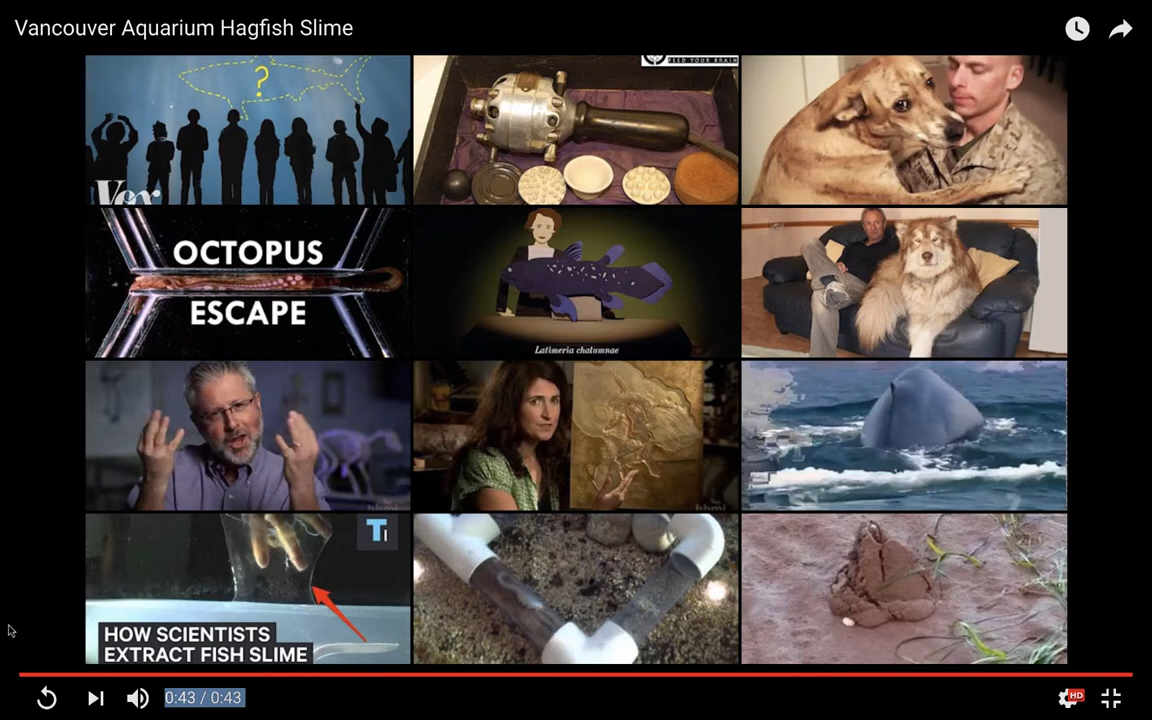 Vancouver Aquarium Hagfish Slime
?
FEED YOUR BRAIN
Vox
OCTOPUS
ESCAPE
Latimeria chalumnae
TI
HOW SCIENTISTS
EXTRACT FISH SLIME
0:43 / 0:43
HD